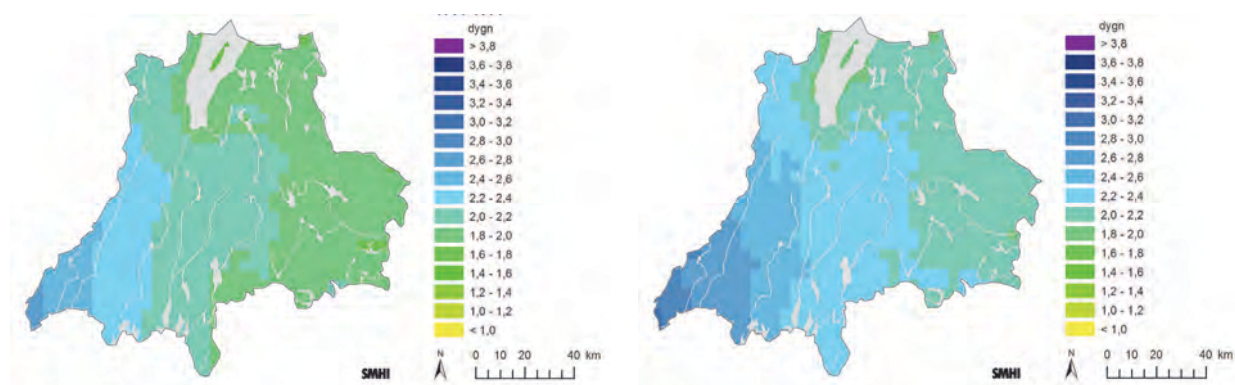 dygn
> 3,8
3,6 - 3,8
3,4 - 3,6
3,2 - 3,4
3,0 - 3,2
2,8 - 3,0
2,6 - 2,8
2,4 - 2,6
2,2 - 2,4
2,0 - 2,2
1,8 - 2,0
1,6 - 1,8
1,4 - 1,6
1,2 - 1,4
1,0 - 1,2
< 1,0
SMHI
N
0 10 20 40 km
dygn
> 3,8
3,6 - 3,8
3,4 - 3,6
3,2 - 3,4
3,0 - 3,2
2,8 - 3,0
2,6 - 2,8
2,4 - 2,6
2,2 - 2,4
2,0 - 2,2
1,8 - 2,0
1,6 - 1,8
1,4 - 1,6
1,2 - 1,4
1,0 - 1,2
< 1,0
SMHI
N
0 10 20 40 km